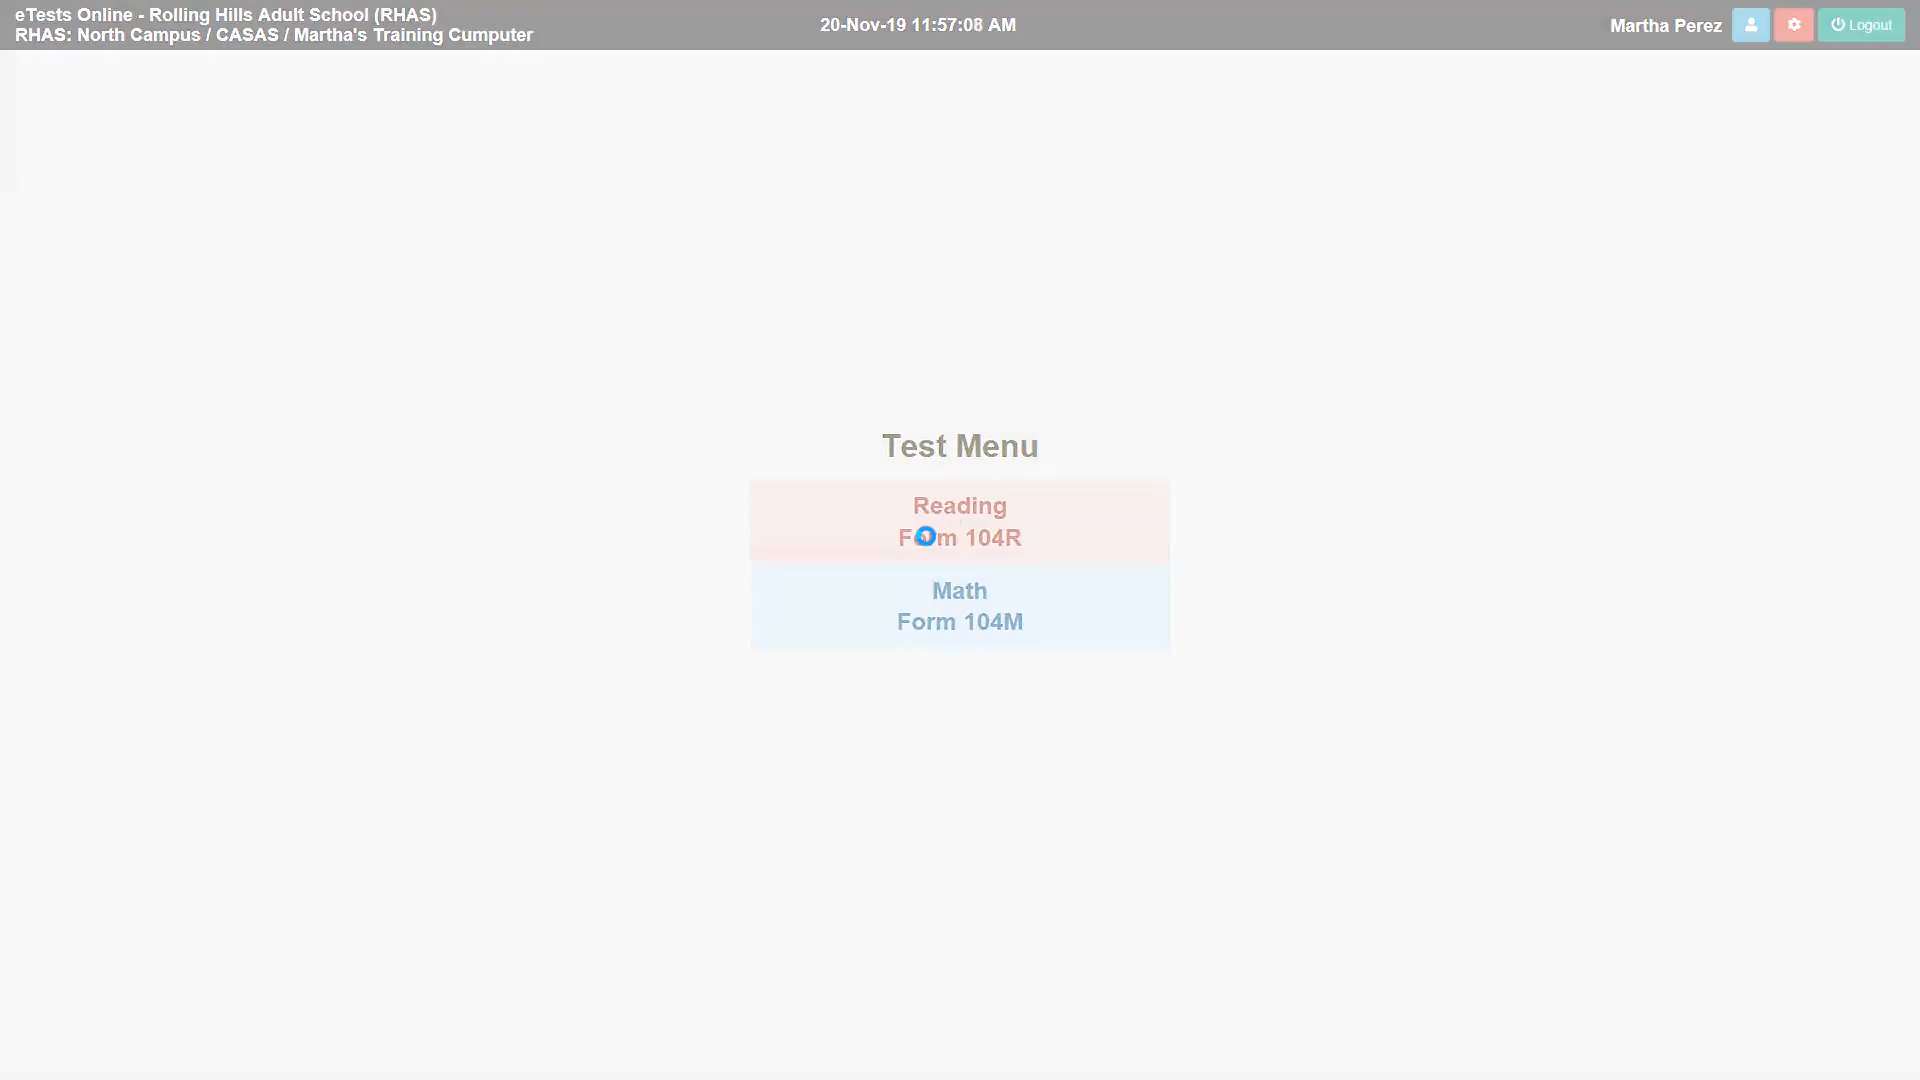 eTests Online - Rolling Hills Adult School (RHAS)
RHAS: North Campus / CASAS / Martha's Training Cumputer
20-Nov-19 11:57:08 AM
Martha Perez
Logout
Test Menu
Reading
Form 104R
Math
Form 104M